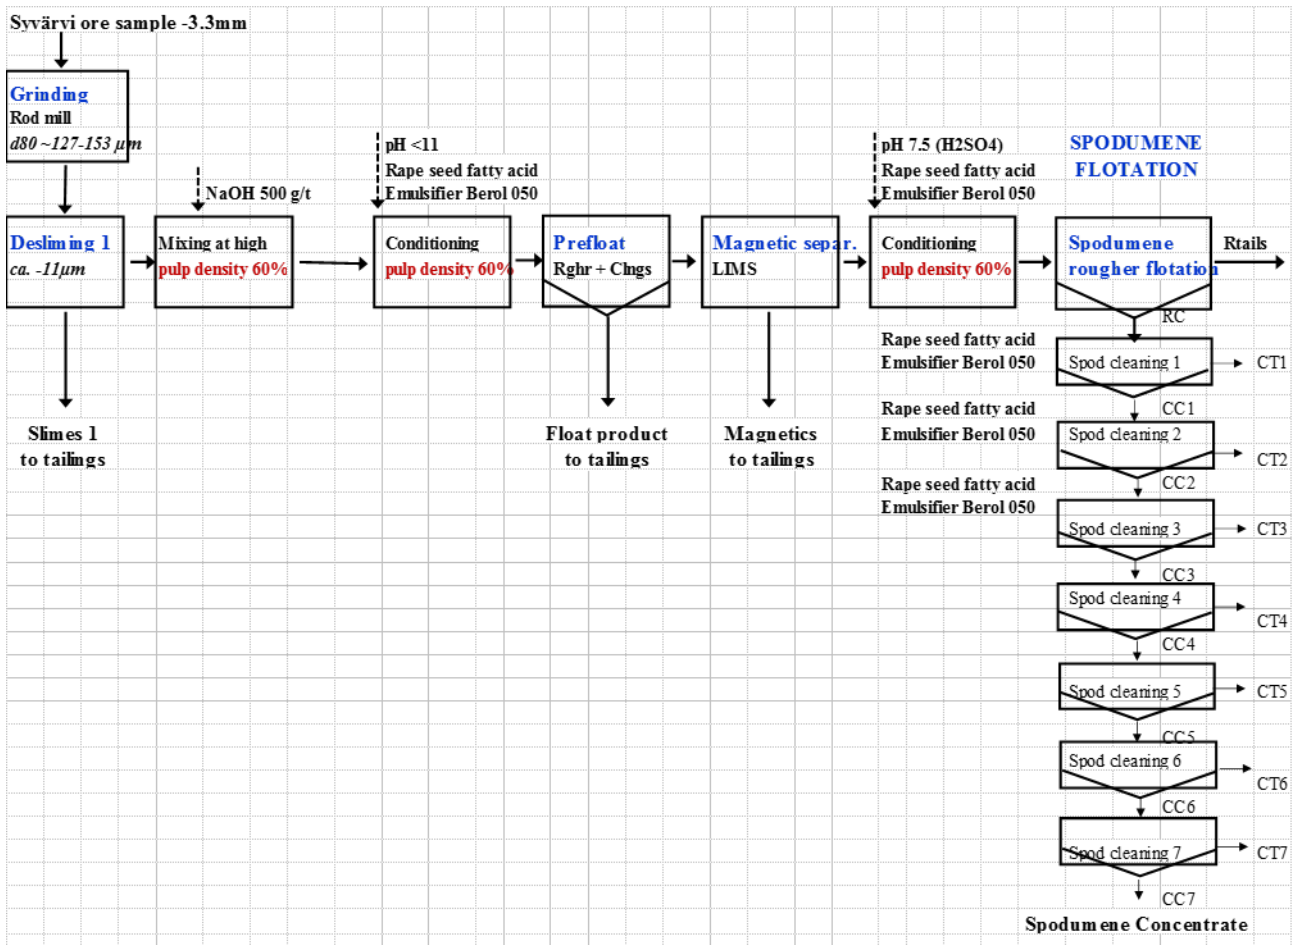 Syvärvi ore sample -3.3mm
Grinding
Rod mill
d80 ~127-153 µm
NaOH 500 g/t
pH <11
Rape seed fatty acid
Emulsifier Berol 050
pH 7.5 (H2SO4)
Rape seed fatty acid
Emulsifier Berol 050
SPODUMENE
FLOTATION
Desliming 1
ca. -11µm
Mixing at high
pulp density 60%
Conditioning
pulp density 60%
Prefloat
Rghr + Clngs
Magnetic separ.
LIMS
Conditioning
pulp density 60%
Spodumene
rougher flotation
Rtails
RC
Slimes 1
to tailings
Float product
to tailings
Magnetics
to tailings
Rape seed fatty acid
Emulsifier Berol 050
Spod cleaning 1
CT1
CC1
Rape seed fatty acid
Emulsifier Berol 050
Spod cleaning 2
CT2
CC2
Rape seed fatty acid
Emulsifier Berol 050
Spod cleaning 3
CT3
CC3
Spod cleaning 4
CT4
CC4
Spod cleaning 5
CT5
CC5
Spod cleaning 6
CT6
CC6
Spod cleaning 7
CT7
CC7
Spodumene Concentrate